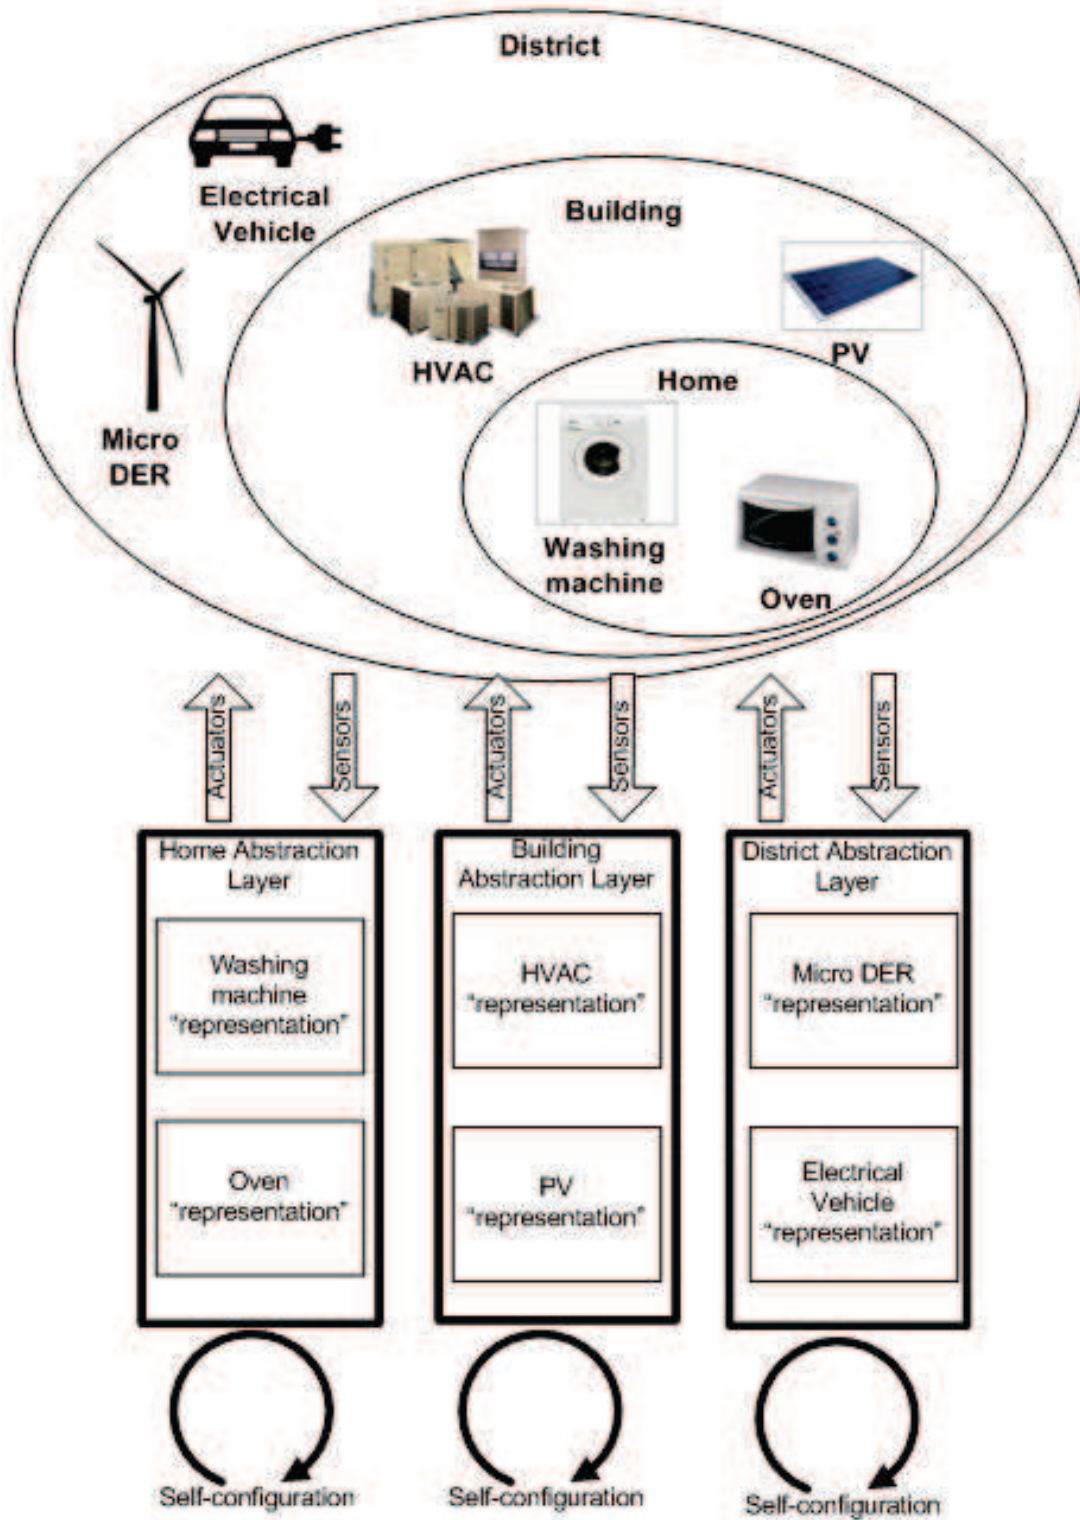 District
Electrical
Vehicle
Building
HVAC
PV
Home
Micro
DER
Washing
machine
Oven
Actuators
Sensors
Actuators
Sensors
Actuators
Sensors
Home Abstraction
Layer
Washing
machine
“representation”
Oven
“representation”
Building
Abstraction Layer
HVAC
“representation”
PV
“representation”
District Abstraction
Layer
Micro DER
“representation”
Electrical
Vehicle
“representation”
Self-configuration
Self-configuration
Self-configuration